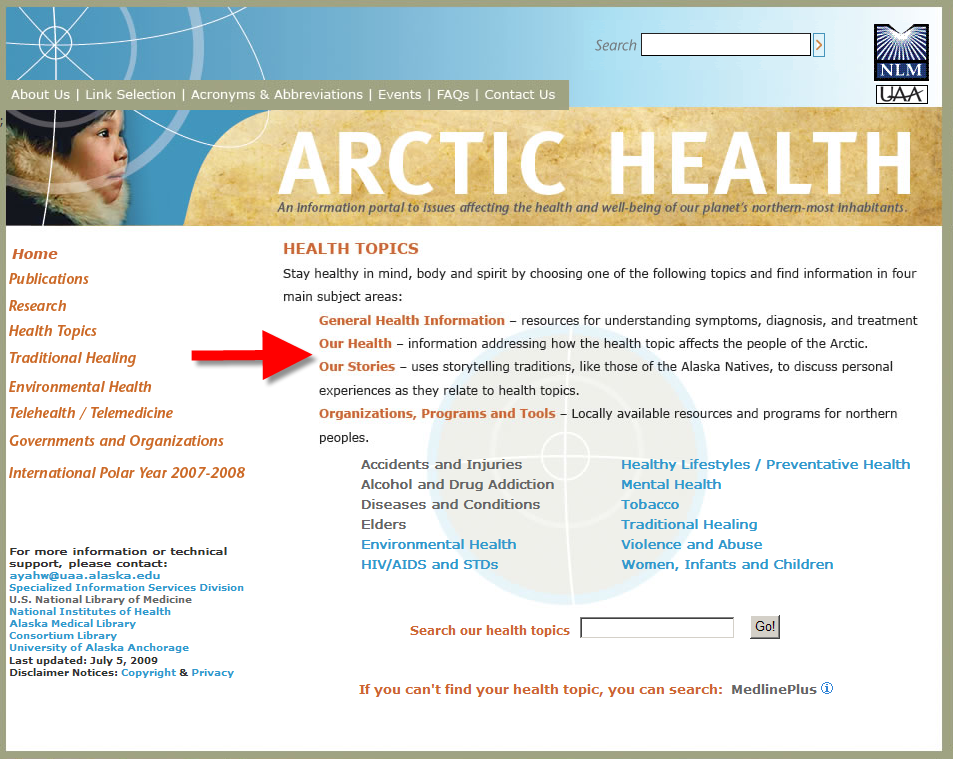 Search
NLM
UAA
About Us | Link Selection | Acronyms & Abbreviations | Events | FAQs | Contact Us
ARCTIC HEALTH
An information portal to issues affecting the health and well-being of our planet's northern-most inhabitants.
Home
Publications
Research
Health Topics
Traditional Healing
Environmental Health
Telehealth / Telemedicine
Governments and Organizations
International Polar Year 2007-2008
For more information or technical
support, please contact:
ayahw@uaa.alaska.edu
Specialized Information Services Division
U.S. National Library of Medicine
National Institutes of Health
Alaska Medical Library
Consortium Library
University of Alaska Anchorage
Last updated: July 5, 2009
Disclaimer Notices: Copyright & Privacy
HEALTH TOPICS
Stay healthy in mind, body and spirit by choosing one of the following topics and find information in four
main subject areas:
General Health Information – resources for understanding symptoms, diagnosis, and treatment
Our Health – information addressing how the health topic affects the people of the Arctic.
Our Stories – uses storytelling traditions, like those of the Alaska Natives, to discuss personal
experiences as they relate to health topics.
Organizations, Programs and Tools – Locally available resources and programs for northern
peoples.
Accidents and Injuries
Alcohol and Drug Addiction
Diseases and Conditions
Elders
Environmental Health
HIV/AIDS and STDs
Healthy Lifestyles / Preventative Health
Mental Health
Tobacco
Traditional Healing
Violence and Abuse
Women, Infants and Children
Search our health topics Go!
If you can't find your health topic, you can search: MedlinePlus